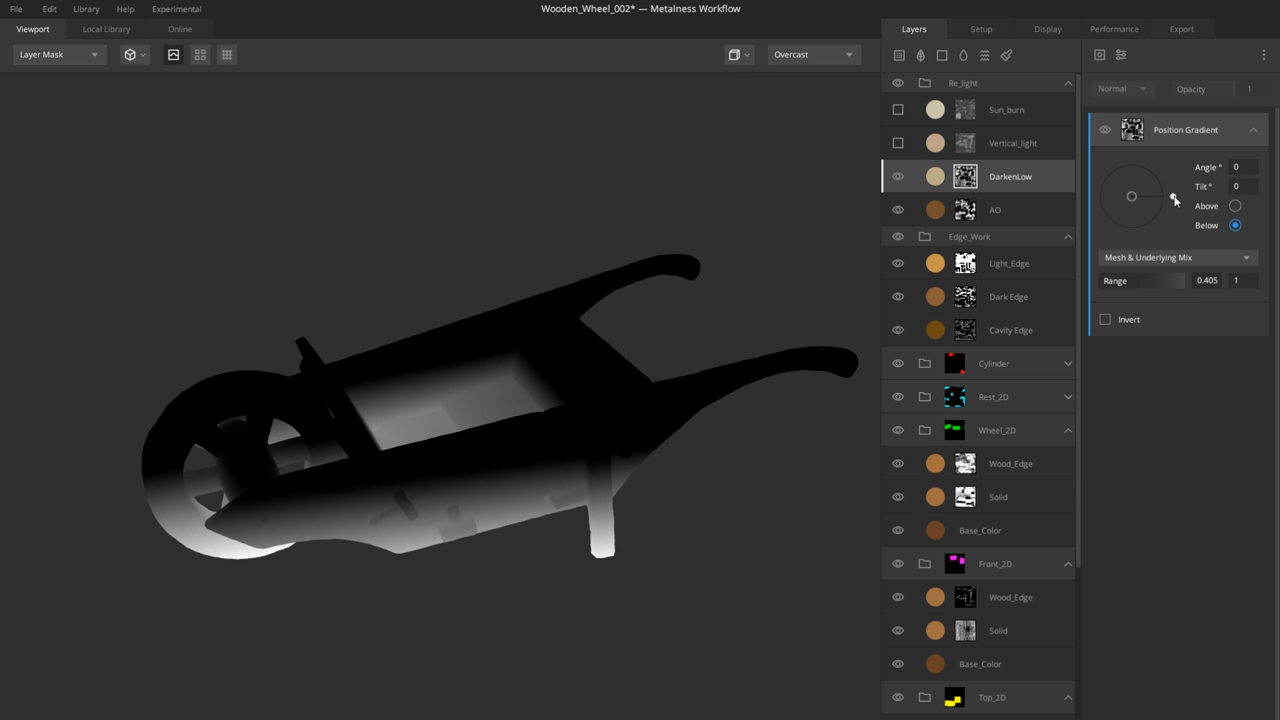 File Edit Library Help Experimental
Wooden_Wheel_002* — Metalness Workflow
Viewport Local Library Online
Layers Setup Display Performance Export
Layer Mask
Overcast
Normal Opacity 1
Re_light
Sun_burn
Vertical_light
DarkenLow
AO
Edge_Work
Light_Edge
Dark Edge
Cavity Edge
Cylinder
Rest_2D
Wheel_2D
Wood_Edge
Solid
Base_Color
Front_2D
Wood_Edge
Solid
Base_Color
Top_2D
Position Gradient
Angle ° 0
Tilt ° 0
Above
Below
Mesh & Underlying Mix
Range 0.405 1
Invert